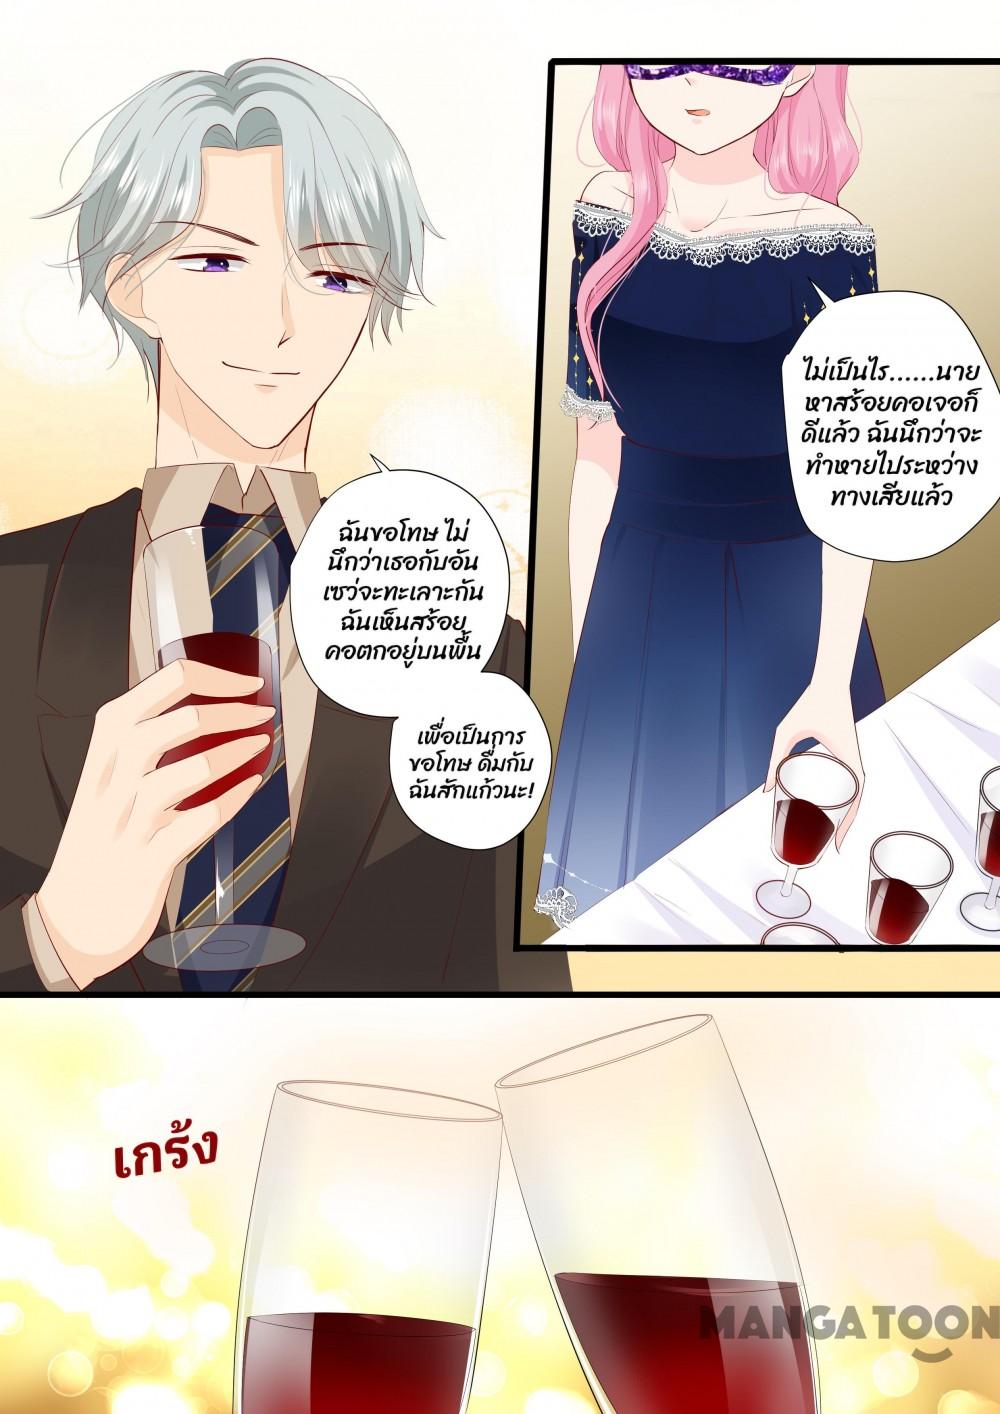 ฉันขอโทษ ไม่
นึกว่าเธอกับอัน
เซว่จะทะเลาะกัน
ฉันเห็นสร้อย
คอตกอยู่บนพื้น
เพื่อเป็นการ
ขอโทษ ดื่มกับ
ฉันสักแก้วนะ!
ไม่เป็นไร......นาย
หาสร้อยคอเจอก็
ดีแล้ว ฉันนึกว่าจะ
ทำหายไประหว่าง
ทางเสียแล้ว
เกร้ง
MANGATOON